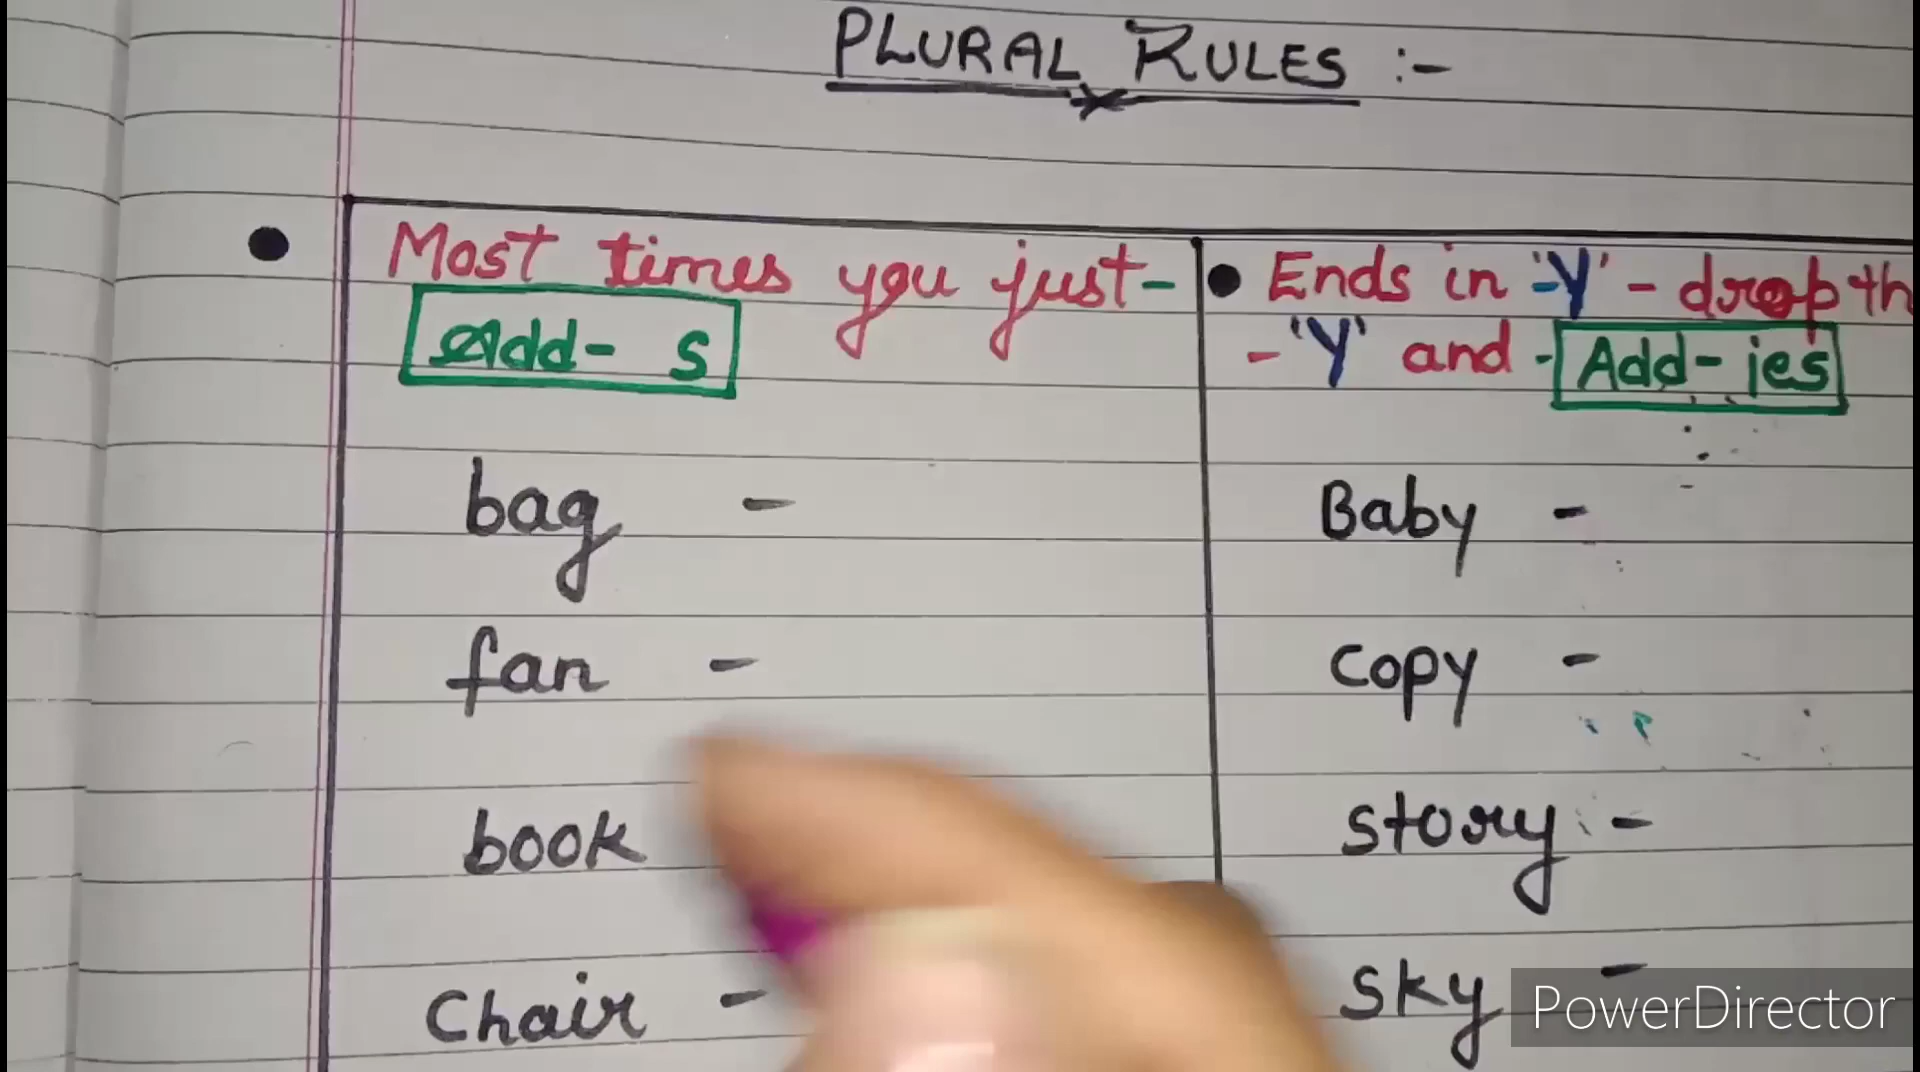 PLURAL RULES :-
● Most times you just-
Add- s
bag -
fan -
book
Chair -
● Ends in 'Y' - drop th
- 'Y' and - Add- ies
Baby -
Copy -
Story -
Sky -
PowerDirector